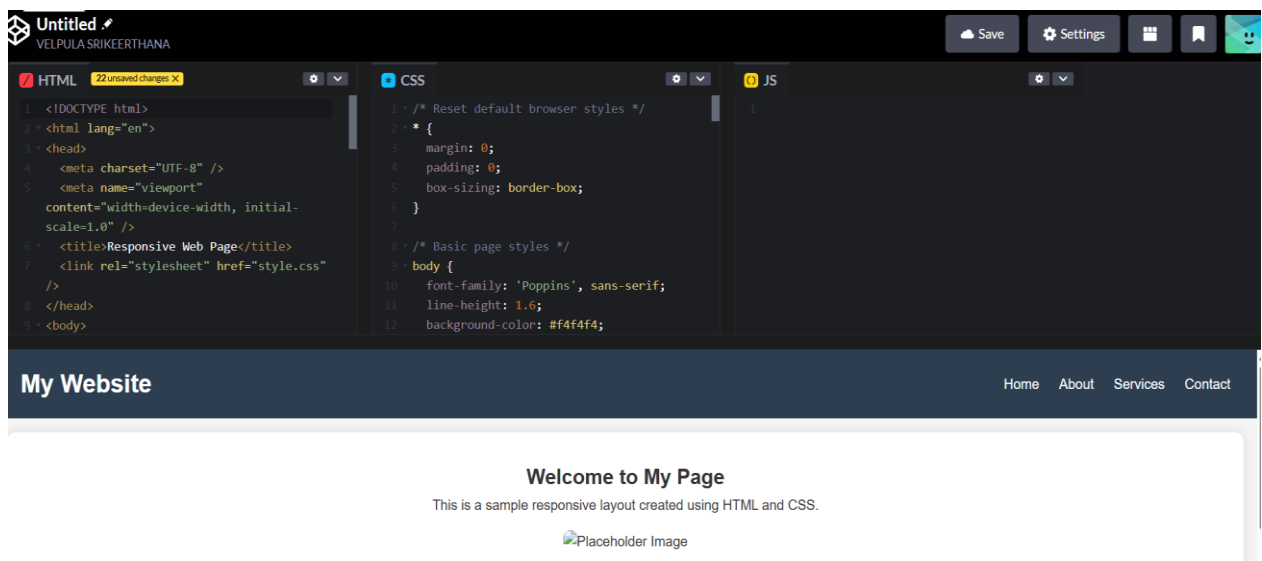 Untitled
VELPULA SRIKEERTHANA
Save
Settings
HTML
22 unsaved changes X
CSS
JS
1 <!DOCTYPE html>
2 <html lang="en">
3 <head>
4 <meta charset="UTF-8" />
5 <meta name="viewport"
content="width=device-width, initial-
scale=1.0" />
6 <title>Responsive Web Page</title>
7 <link rel="stylesheet" href="style.css"
/>
8 </head>
9 <body>
1 /* Reset default browser styles */
2 * {
3 margin: 0;
4 padding: 0;
5 box-sizing: border-box;
6 }
7
8 /* Basic page styles */
9 body {
10 font-family: 'Poppins', sans-serif;
11 line-height: 1.6;
12 background-color: #f4f4f4;
1
My Website
Home About Services Contact
Welcome to My Page
This is a sample responsive layout created using HTML and CSS.
Placeholder Image